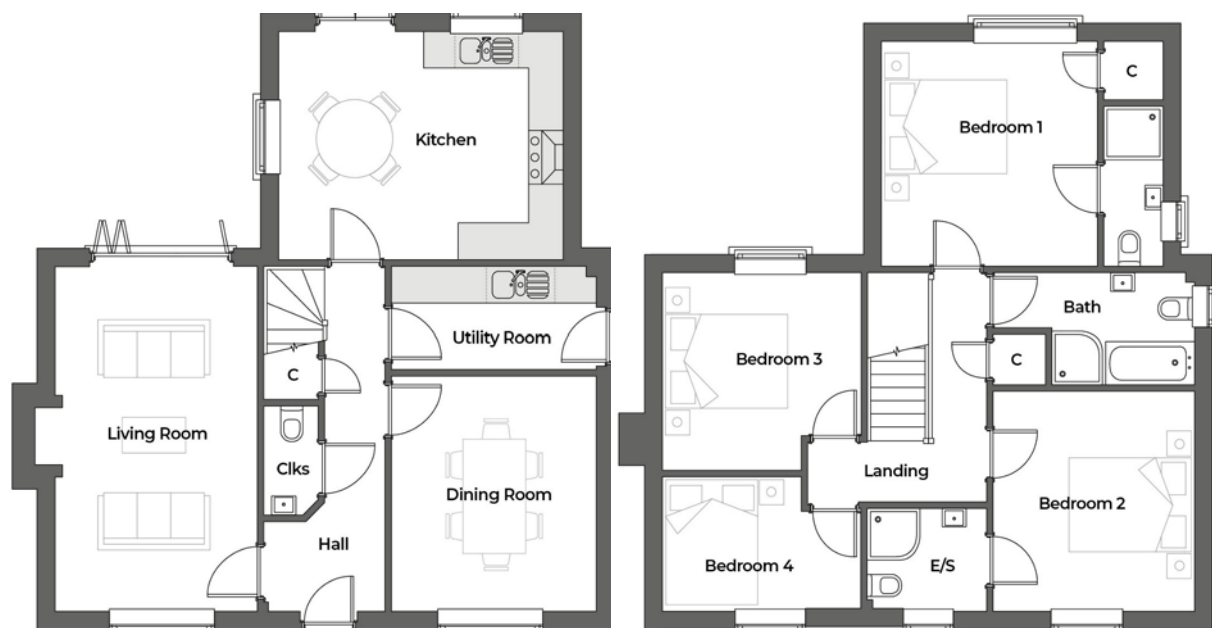 Kitchen
Utility Room
C
Living Room
Clks
Dining Room
Hall
Bedroom 1
C
Bath
Bedroom 3
C
Landing
Bedroom 2
Bedroom 4
E/S